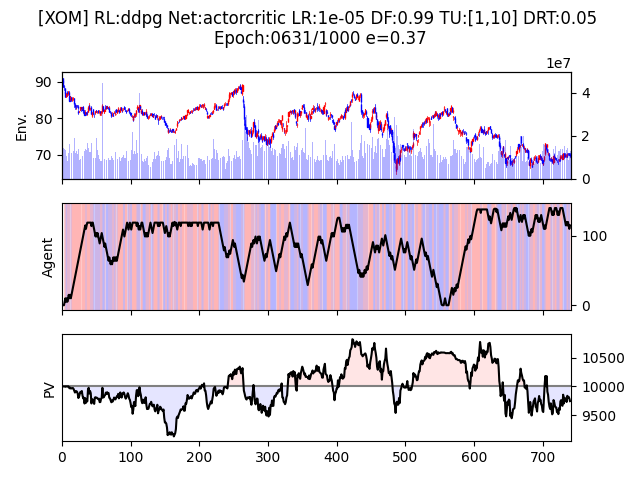 [XOM] RL:ddpg Net:actorcritic LR:1e-05 DF:0.99 TU:[1,10] DRT:0.05
Epoch:0631/1000 e=0.37
1e7
90
80
70
Env.
4
2
0
Agent
100
0
PV
10500
10000
9500
0 100 200 300 400 500 600 700